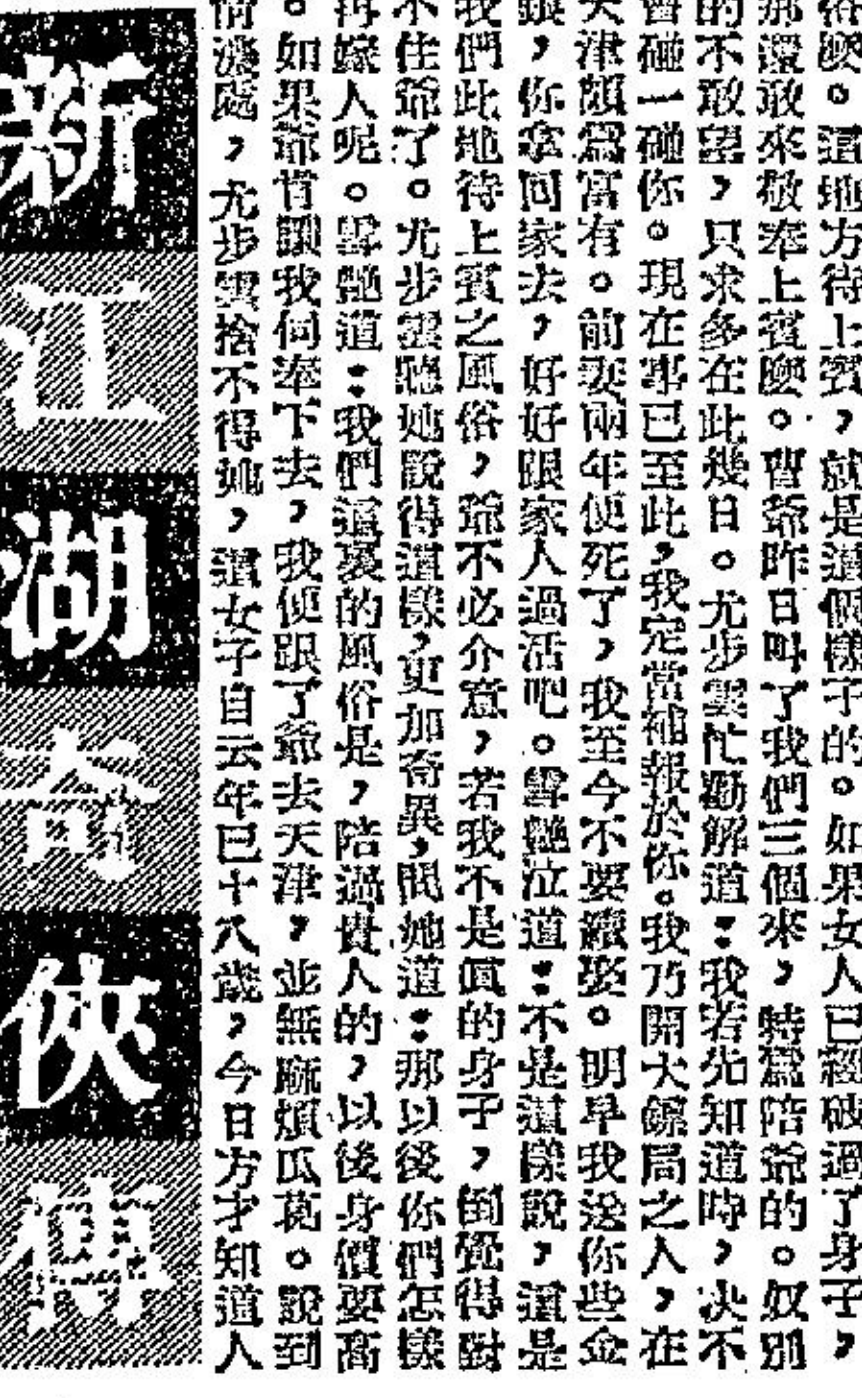 俗麽。這地方待上賓，就是這個樣子的。如果女人已經破過了身子，
那還敢來敬奉上賓麽。曹爺昨日叫了我們三個來，特爲陪爺的。奴別
的不敢望，只求多在此幾日。尤步雲忙勸解道：我若先知道時，决不
會碰一碰你。現在事已至此，我定當補報於你。我乃開大鏢局之人，在
天津頗爲富有。前妻兩年便死了，我至今不要續娶。明早我送你些金
銀，你拿回家去，好好跟家人過活吧。雪艷泣道：不是這樣說，這是
我們此地待上賓之風俗，爺不必介意，若我不是眞的身子，倒覺得對
不住爺了。尤步雲聽她說得這樣，更加奇異，問她道：那以後你們怎樣
再嫁人呢。雪艷道：我們這裏的風俗是，陪過貴人的，以後身價要高
。如果爺肯讓我伺奉下去，我便跟了爺去天津，並無麻煩瓜葛。說到
情濃處，尤步雲捨不得她，這女子自云年已十八歲，今日方才知道人
新江湖奇俠傳